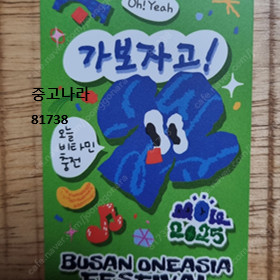 Oh! Yeah
가보자고!
중고나라
81738
오늘
비타민
충전
2025
BUSAN ONEASIA
FESTIVAL